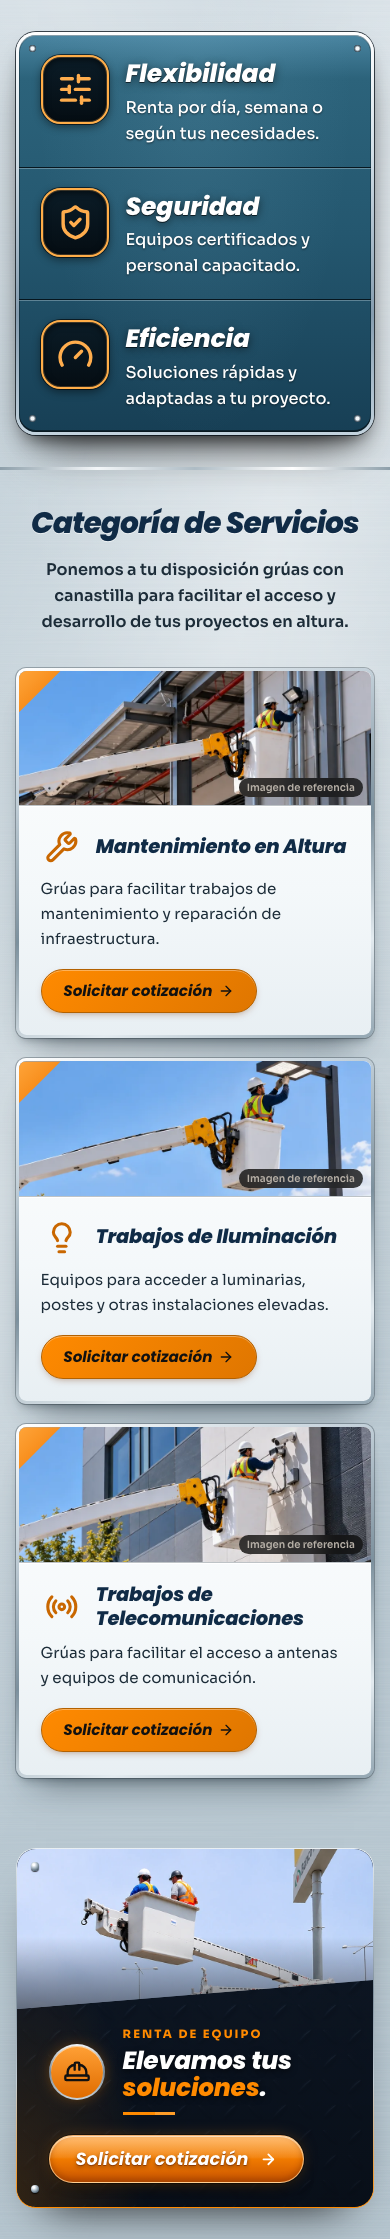 Flexibilidad
Renta por día, semana o
según tus necesidades.
Seguridad
Equipos certificados y
personal capacitado.
Eficiencia
Soluciones rápidas y
adaptadas a tu proyecto.
Categoría de Servicios
Ponemos a tu disposición grúas con
canastilla para facilitar el acceso y
desarrollo de tus proyectos en altura.
Imagen de referencia
Mantenimiento en Altura
Grúas para facilitar trabajos de
mantenimiento y reparación de
infraestructura.
Solicitar cotización →
Imagen de referencia
Trabajos de Iluminación
Equipos para acceder a luminarias,
postes y otras instalaciones elevadas.
Solicitar cotización →
Imagen de referencia
Trabajos de
Telecomunicaciones
Grúas para facilitar el acceso a antenas
y equipos de comunicación.
Solicitar cotización →
RENTA DE EQUIPO
Elevamos tus
soluciones.
Solicitar cotización →